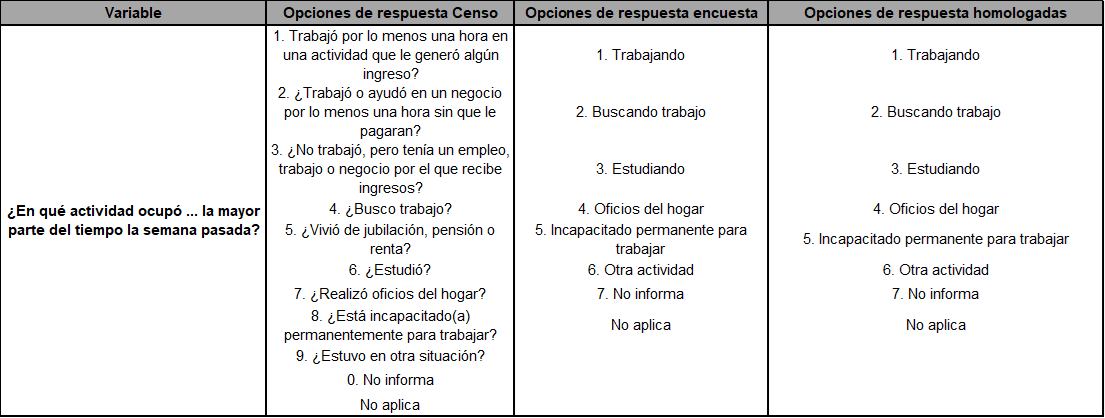 Variable
Opciones de respuesta Censo
Opciones de respuesta encuesta
Opciones de respuesta homologadas
¿En qué actividad ocupó ... la mayor
parte del tiempo la semana pasada?
1. Trabajó por lo menos una hora en
una actividad que le generó algún
ingreso?
2. ¿Trabajó o ayudó en un negocio
por lo menos una hora sin que le
pagaran?
3. ¿No trabajó, pero tenía un empleo,
trabajo o negocio por el que recibe
ingresos?
4. ¿Busco trabajo?
5. ¿Vivió de jubilación, pensión o
renta?
6. ¿Estudió?
7. ¿Realizó oficios del hogar?
8. ¿Está incapacitado(a)
permanentemente para trabajar?
9. ¿Estuvo en otra situación?
0. No informa
No aplica
1. Trabajando
2. Buscando trabajo
3. Estudiando
4. Oficios del hogar
5. Incapacitado permanente para
trabajar
6. Otra actividad
7. No informa
No aplica
1. Trabajando
2. Buscando trabajo
3. Estudiando
4. Oficios del hogar
5. Incapacitado permanente para trabajar
6. Otra actividad
7. No informa
No aplica